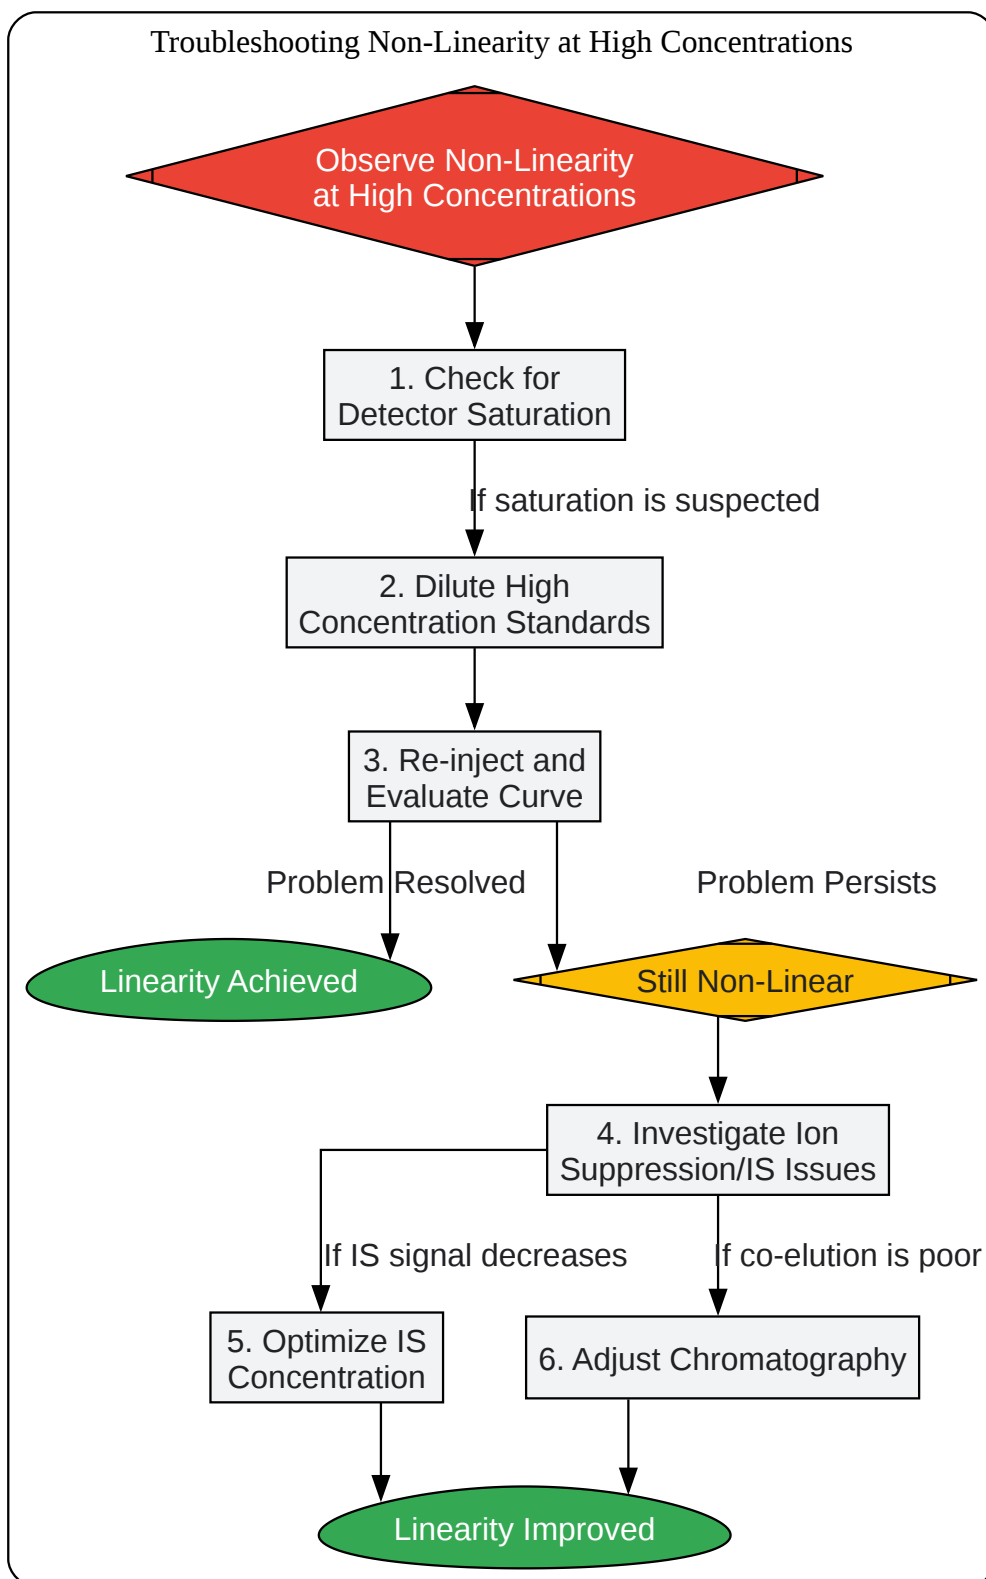 Troubleshooting Non-Linearity at High Concentrations
Observe Non-Linearity
at High Concentrations
1. Check for
Detector Saturation
If saturation is suspected
2. Dilute High
Concentration Standards
3. Re-inject and
Evaluate Curve
Problem Resolved
Problem Persists
Linearity Achieved
Still Non-Linear
4. Investigate Ion
Suppression/IS Issues
If IS signal decreases
If co-elution is poor
5. Optimize IS
Concentration
6. Adjust Chromatography
Linearity Improved